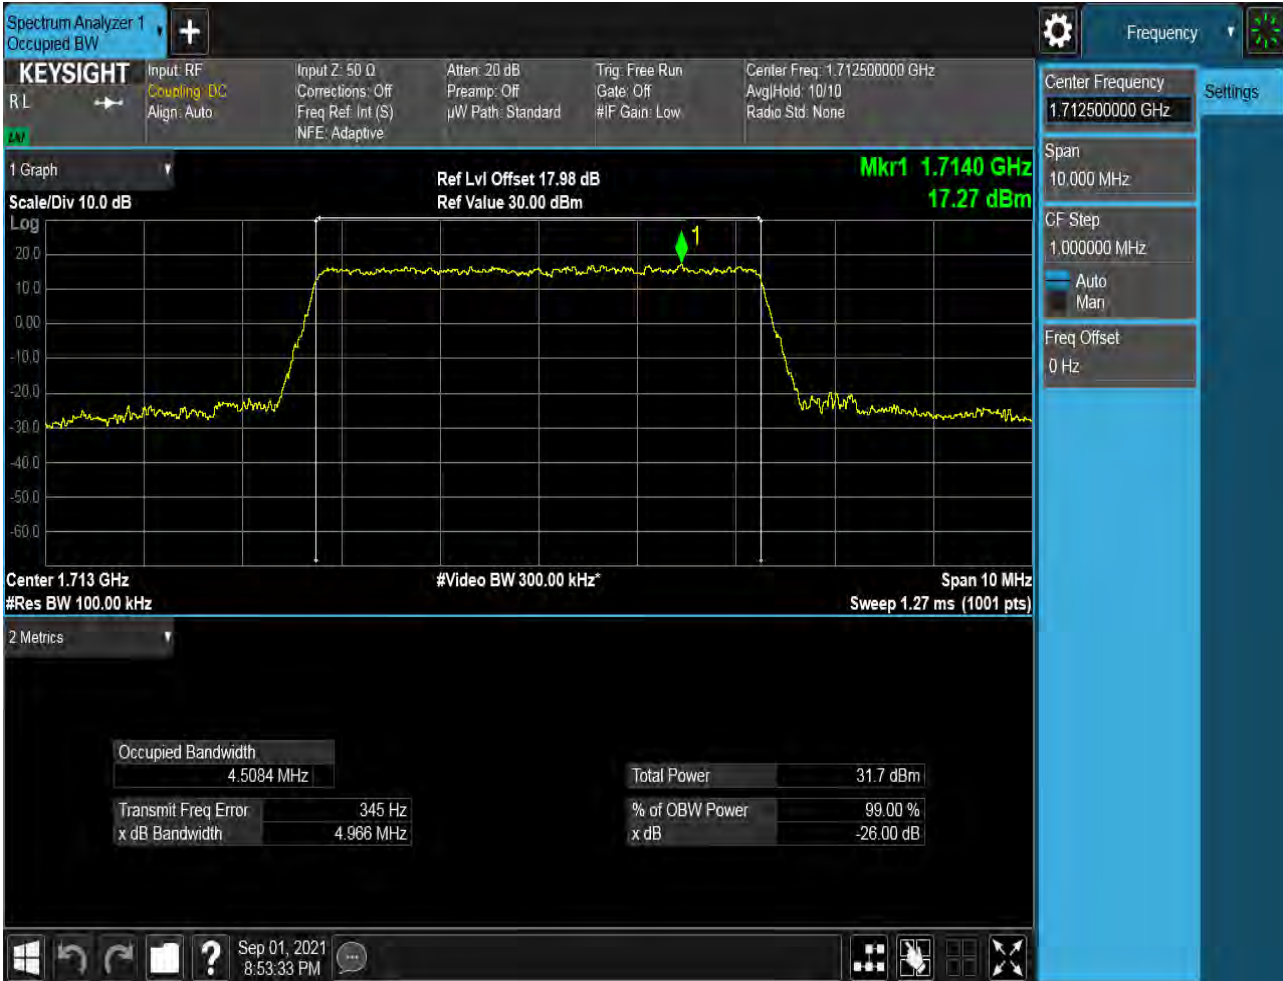 Spectrum Analyzer 1
Occupied BW
Frequency
KEYSIGHT
RL
Input: RF
Coupling: DC
Align: Auto
Input Z: 50 Ω
Corrections: Off
Freq Ref: Int (S)
NFE: Adaptive
Atten: 20 dB
Preamp: Off
µW Path: Standard
Trig: Free Run
Gate: Off
#IF Gain: Low
Center Freq: 1.712500000 GHz
Avg|Hold: 10/10
Radio Std: None
Center Frequency
1.712500000 GHz
Settings
Span
10.000 MHz
CF Step
1.000000 MHz
Auto
Man
Freq Offset
0 Hz
1 Graph
Ref Lvl Offset 17.98 dB
Mkr1 1.7140 GHz
Scale/Div 10.0 dB
Ref Value 30.00 dBm
17.27 dBm
Log
1
20.0
10.0
0.00
-10.0
-20.0
-30.0
-40.0
-50.0
-60.0
Center 1.713 GHz
#Video BW 300.00 kHz*
Span 10 MHz
#Res BW 100.00 kHz
Sweep 1.27 ms (1001 pts)
2 Metrics
Occupied Bandwidth
4.5084 MHz
Total Power 31.7 dBm
Transmit Freq Error 345 Hz
% of OBW Power 99.00 %
x dB Bandwidth 4.966 MHz
x dB -26.00 dB
Sep 01, 2021
8:53:33 PM